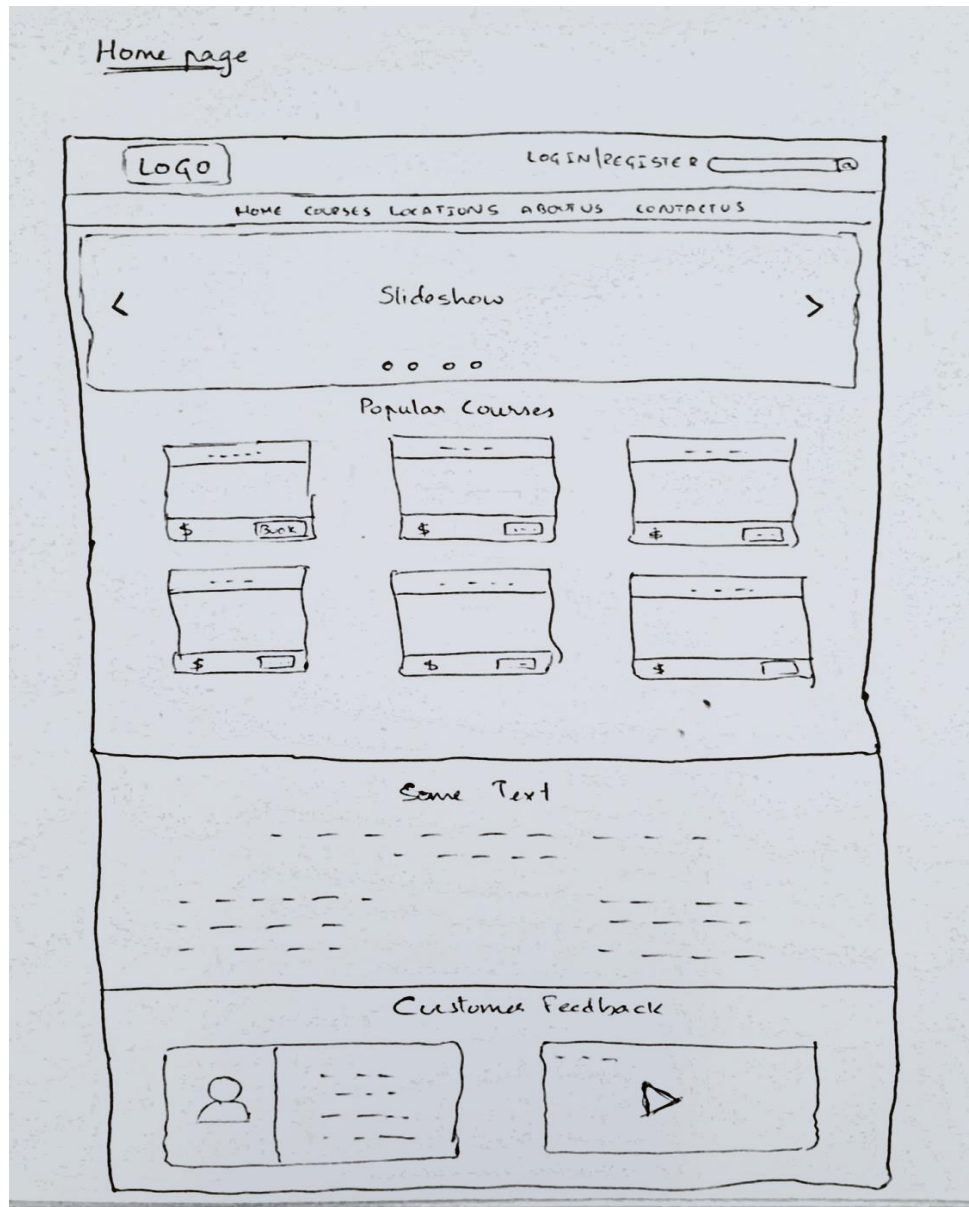 Home page
LOGO
LOGIN/REGISTER
HOME COURSES LOCATIONS ABOUT US CONTACT US
<
Slideshow
>
Popular Courses
$ Book
$
$
$
$
$
Some Text
Customer Feedback